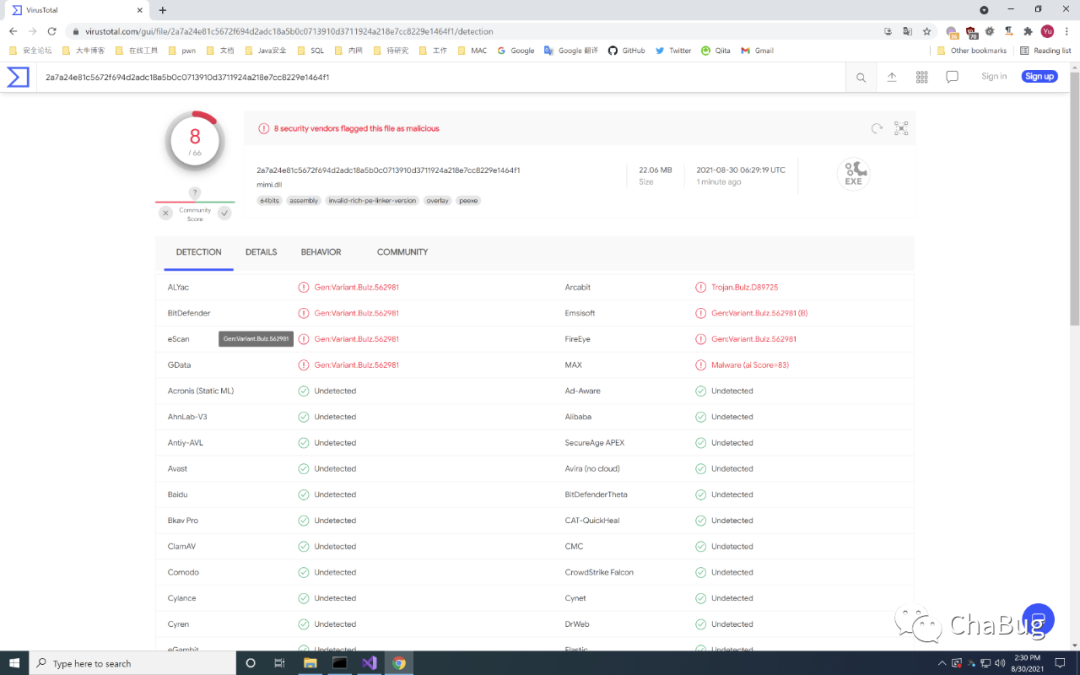 VirusTotal
virustotal.com/gui/file/2a7a24e81c5672f694d2adc18a5b0c0713910d3711924a218e7cc8229e1464f1/detection
Yu
安全论坛 大牛博客 在线工具 pwn 文档 Java安全 SQL 内网 待研究 工作 MAC Google Google 翻译 GitHub Twitter Qiita Gmail Other bookmarks Reading list
2a7a24e81c5672f694d2adc18a5b0c0713910d3711924a218e7cc8229e1464f1
Sign in Sign up
8
/ 66
8 security vendors flagged this file as malicious
2a7a24e81c5672f694d2adc18a5b0c0713910d3711924a218e7cc8229e1464f1
mimi.dll
64bits assembly invalid-rich-pe-linker-version overlay peexe
22.06 MB
Size
2021-08-30 06:29:19 UTC
1 minute ago
EXE
?
Community
Score
DETECTION DETAILS BEHAVIOR COMMUNITY
ALYac Gen:Variant.Bulz.562981 Arcabit Trojan.Bulz.D89725
BitDefender Gen:Variant.Bulz.562981 Emsisoft Gen:Variant.Bulz.562981 (B)
eScan Gen:Variant.Bulz.562981 Gen:Variant.Bulz.562981 FireEye Gen:Variant.Bulz.562981
GData Gen:Variant.Bulz.562981 MAX Malware (ai Score=83)
Acronis (Static ML) Undetected Ad-Aware Undetected
AhnLab-V3 Undetected Alibaba Undetected
Antiy-AVL Undetected SecureAge APEX Undetected
Avast Undetected Avira (no cloud) Undetected
Baidu Undetected BitDefenderTheta Undetected
Bkav Pro Undetected CAT-QuickHeal Undetected
ClamAV Undetected CMC Undetected
Comodo Undetected CrowdStrike Falcon Undetected
Cylance Undetected Cynet Undetected
Cyren Undetected DrWeb Undetected
eGambit Undetected Elastic Undetected
ChaBug
Type here to search
2:30 PM
8/30/2021